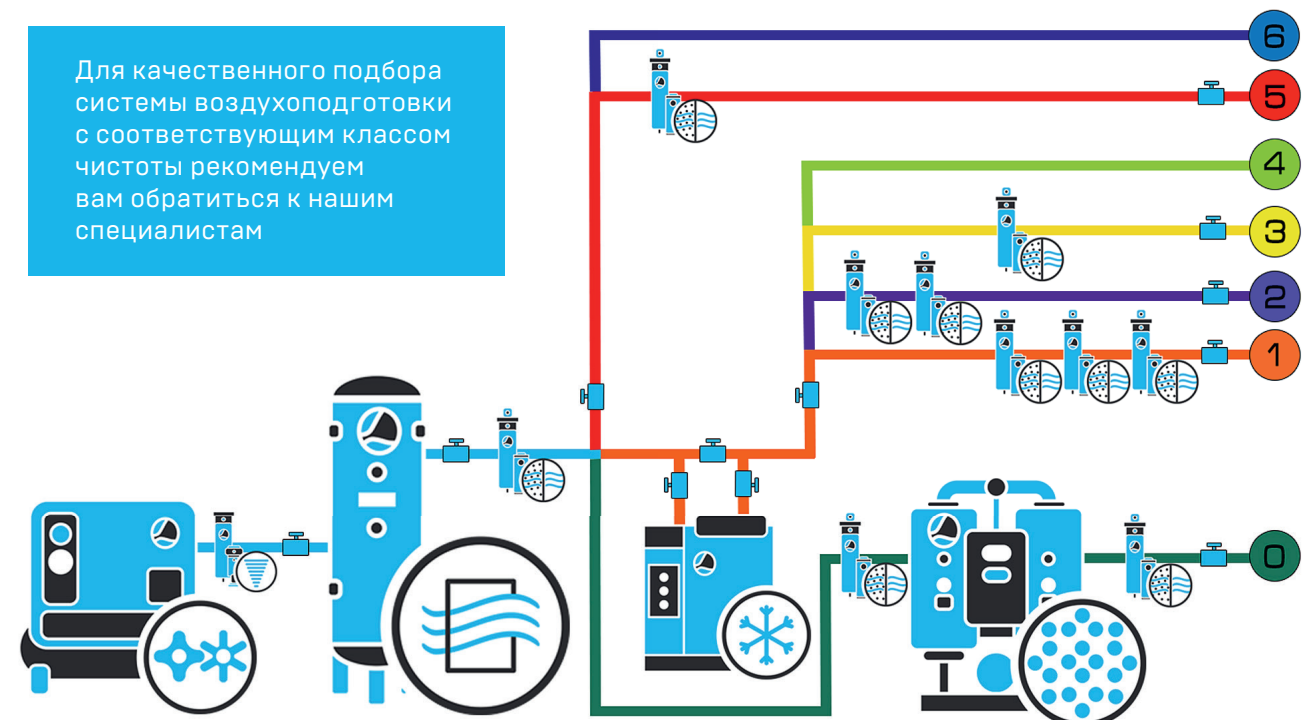 Для качественного подбора
системы воздухоподготовки
с соответствующим классом
чистоты рекомендуем
вам обратиться к нашим
специалистам
6
5
4
3
2
1
0